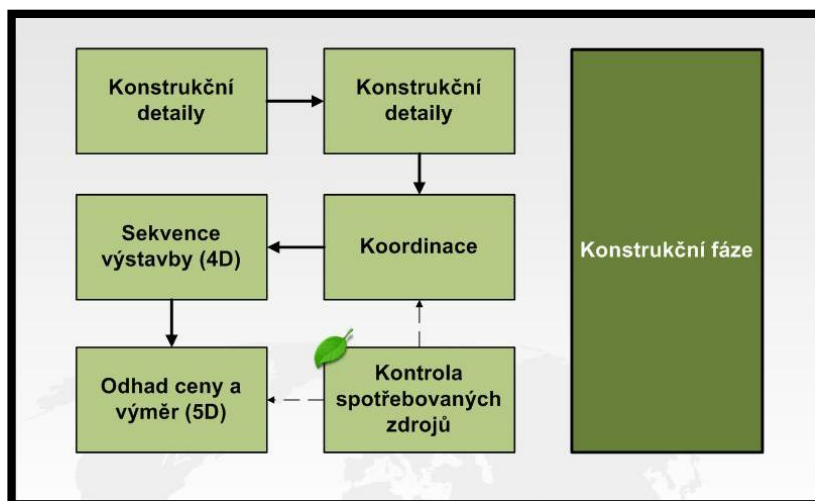 Konstrukční
detaily
Konstrukční
detaily
Sekvence
výstavby (4D)
Koordinace
Konstrukční fáze
Odhad ceny a
výměr (5D)
Kontrola
spotřebovaných
zdrojů